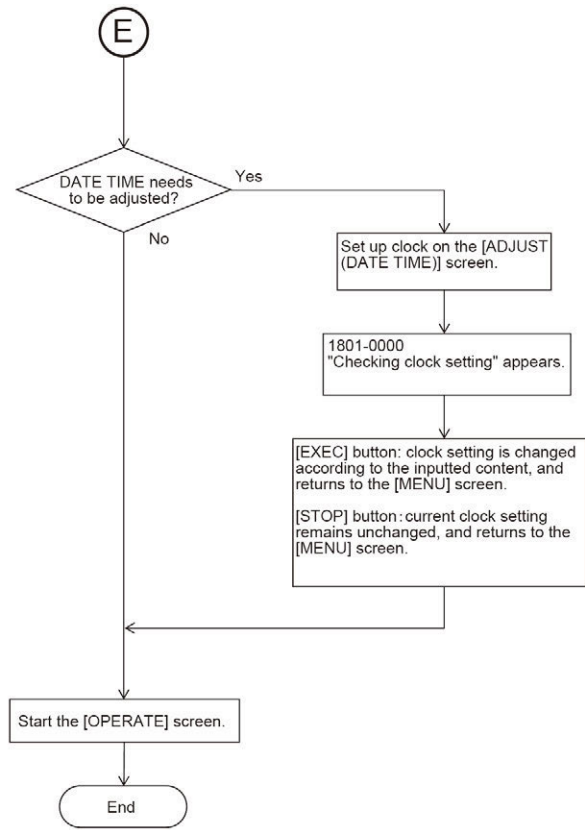 E
DATE TIME needs
to be adjusted?
Yes
No
Set up clock on the [ADJUST
(DATE TIME)] screen.
1801-0000
"Checking clock setting" appears.
[EXEC] button: clock setting is changed
according to the inputted content, and
returns to the [MENU] screen.
[STOP] button:current clock setting
remains unchanged, and returns to the
[MENU] screen.
Start the [OPERATE] screen.
End